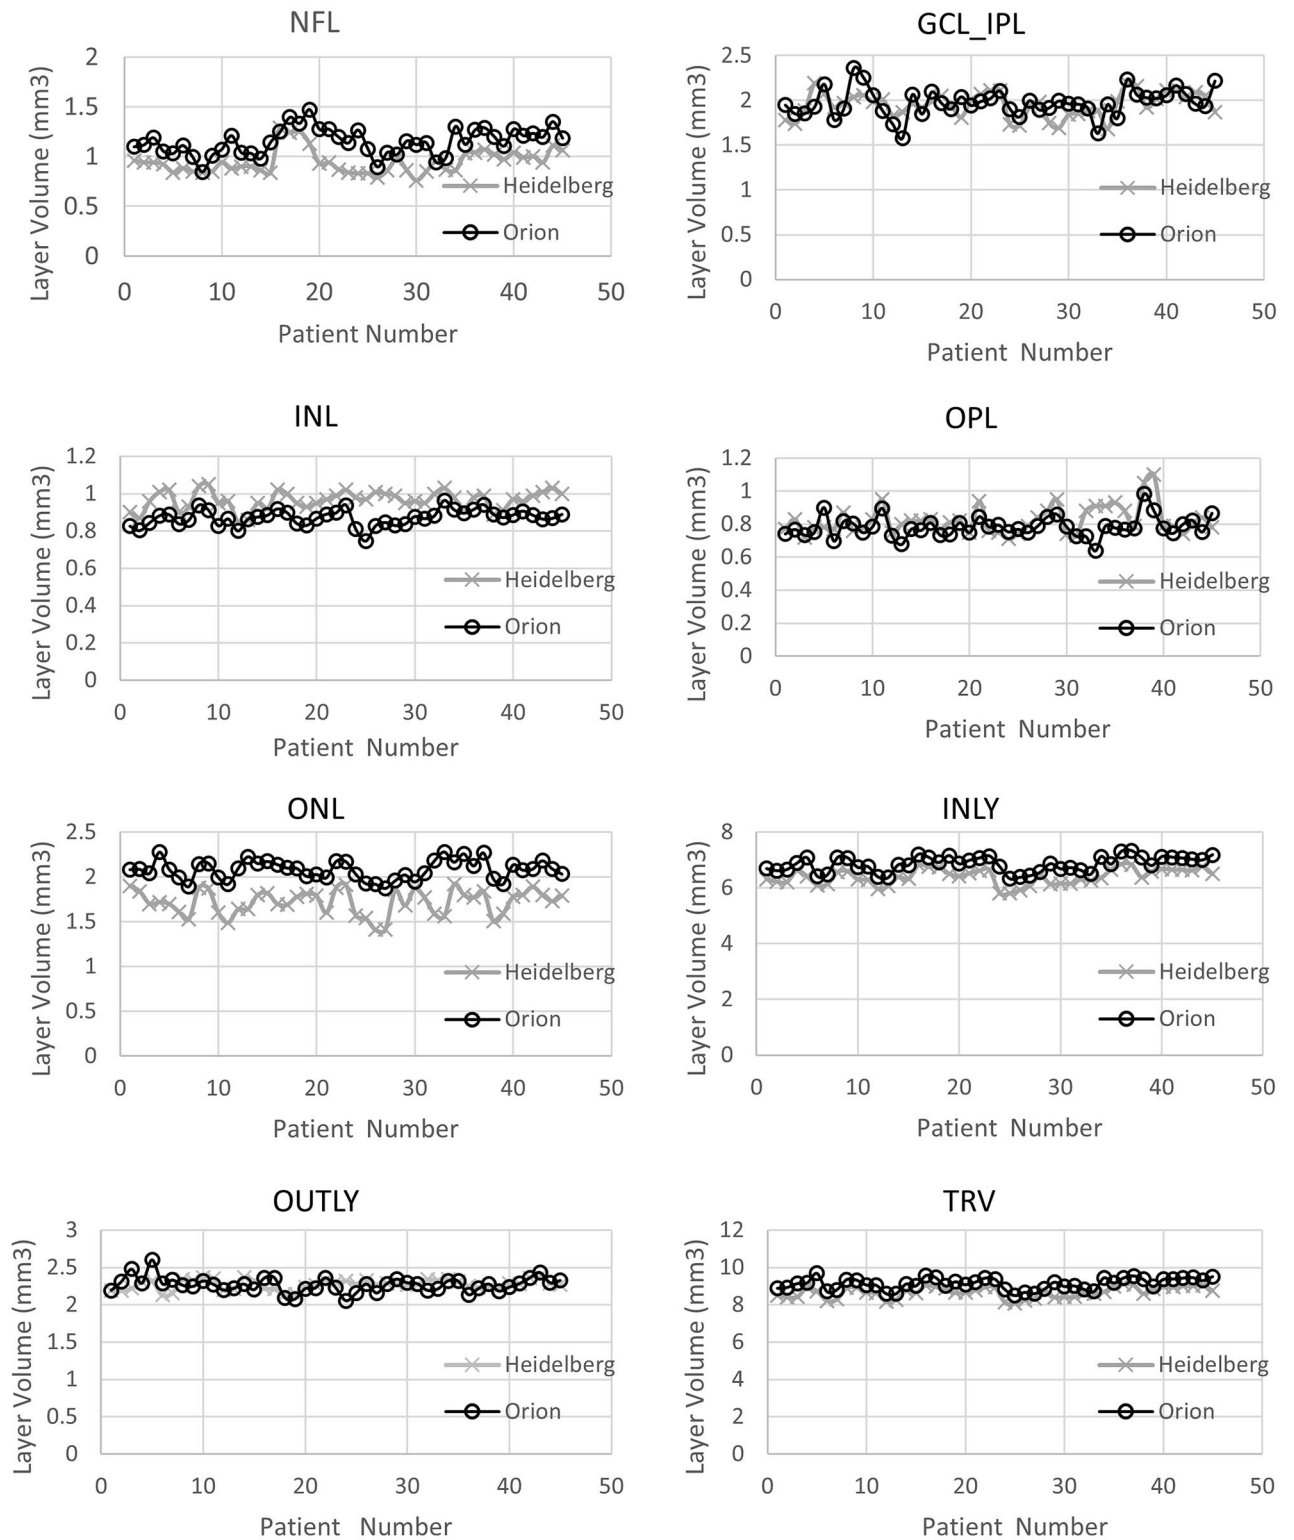 NFL
Layer Volume (mm3)
2
1.5
1
0.5
0
0 10 20 30 40 50
Patient Number
Heidelberg
Orion
GCL_IPL
Layer Volume (mm3)
2.5
2
1.5
1
0.5
0
0 10 20 30 40 50
Patient Number
Heidelberg
Orion
INL
Layer Volume (mm3)
1.2
1
0.8
0.6
0.4
0.2
0
0 10 20 30 40 50
Patient Number
Heidelberg
Orion
OPL
Layer Volume (mm3)
1.2
1
0.8
0.6
0.4
0.2
0
0 10 20 30 40 50
Patient Number
Heidelberg
Orion
ONL
Layer Volume (mm3)
2.5
2
1.5
1
0.5
0
0 10 20 30 40 50
Patient Number
Heidelberg
Orion
INLY
Layer Volume (mm3)
8
6
4
2
0
0 10 20 30 40 50
Patient Number
Heidelberg
Orion
OUTLY
Layer Volume (mm3)
3
2.5
2
1.5
1
0.5
0
0 10 20 30 40 50
Patient Number
Heidelberg
Orion
TRV
Layer Volume (mm3)
12
10
8
6
4
2
0
0 10 20 30 40 50
Patient Number
Heidelberg
Orion